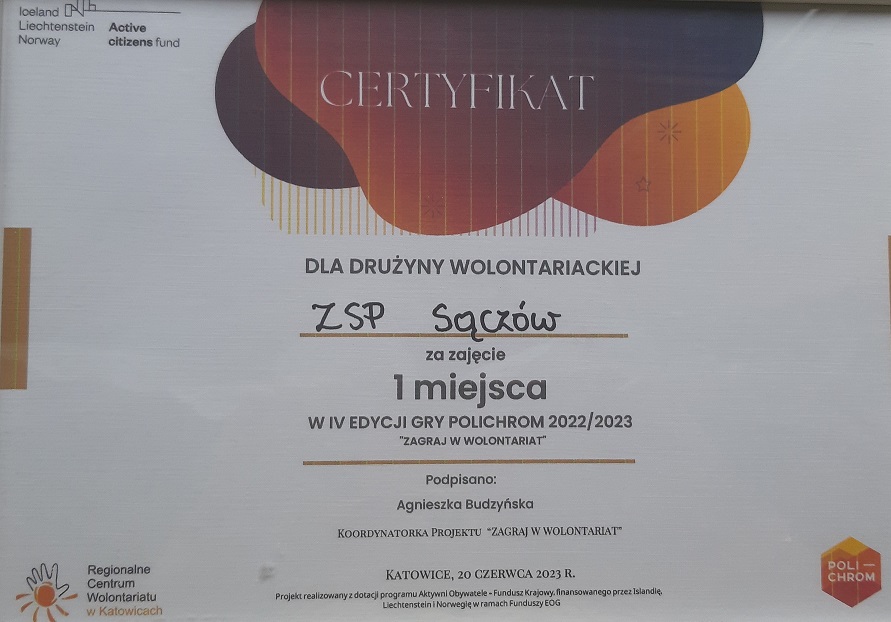 Iceland
Liechtenstein
Norway
Active
citizens fund
CERTYFIKAT
DLA DRUŻYNY WOLONTARIACKIEJ
ZSP Sączów
za zajęcie
1 miejsca
W IV EDYCJI GRY POLICHROM 2022/2023
"ZAGRAJ W WOLONTARIAT"
Podpisano:
Agnieszka Budzyńska
KOORDYNATORKA PROJEKTU "ZAGRAJ W WOLONTARIAT"
KATOWICE, 20 CZERWCA 2023 R.
Projekt realizowany z dotacji programu Aktywni Obywatele - Fundusz Krajowy, finansowanego przez Islandię,
Liechtenstein i Norwegię w ramach Funduszy EOG
Regionalne
Centrum
Wolontariatu
w Katowicach
POLI —
CHROM